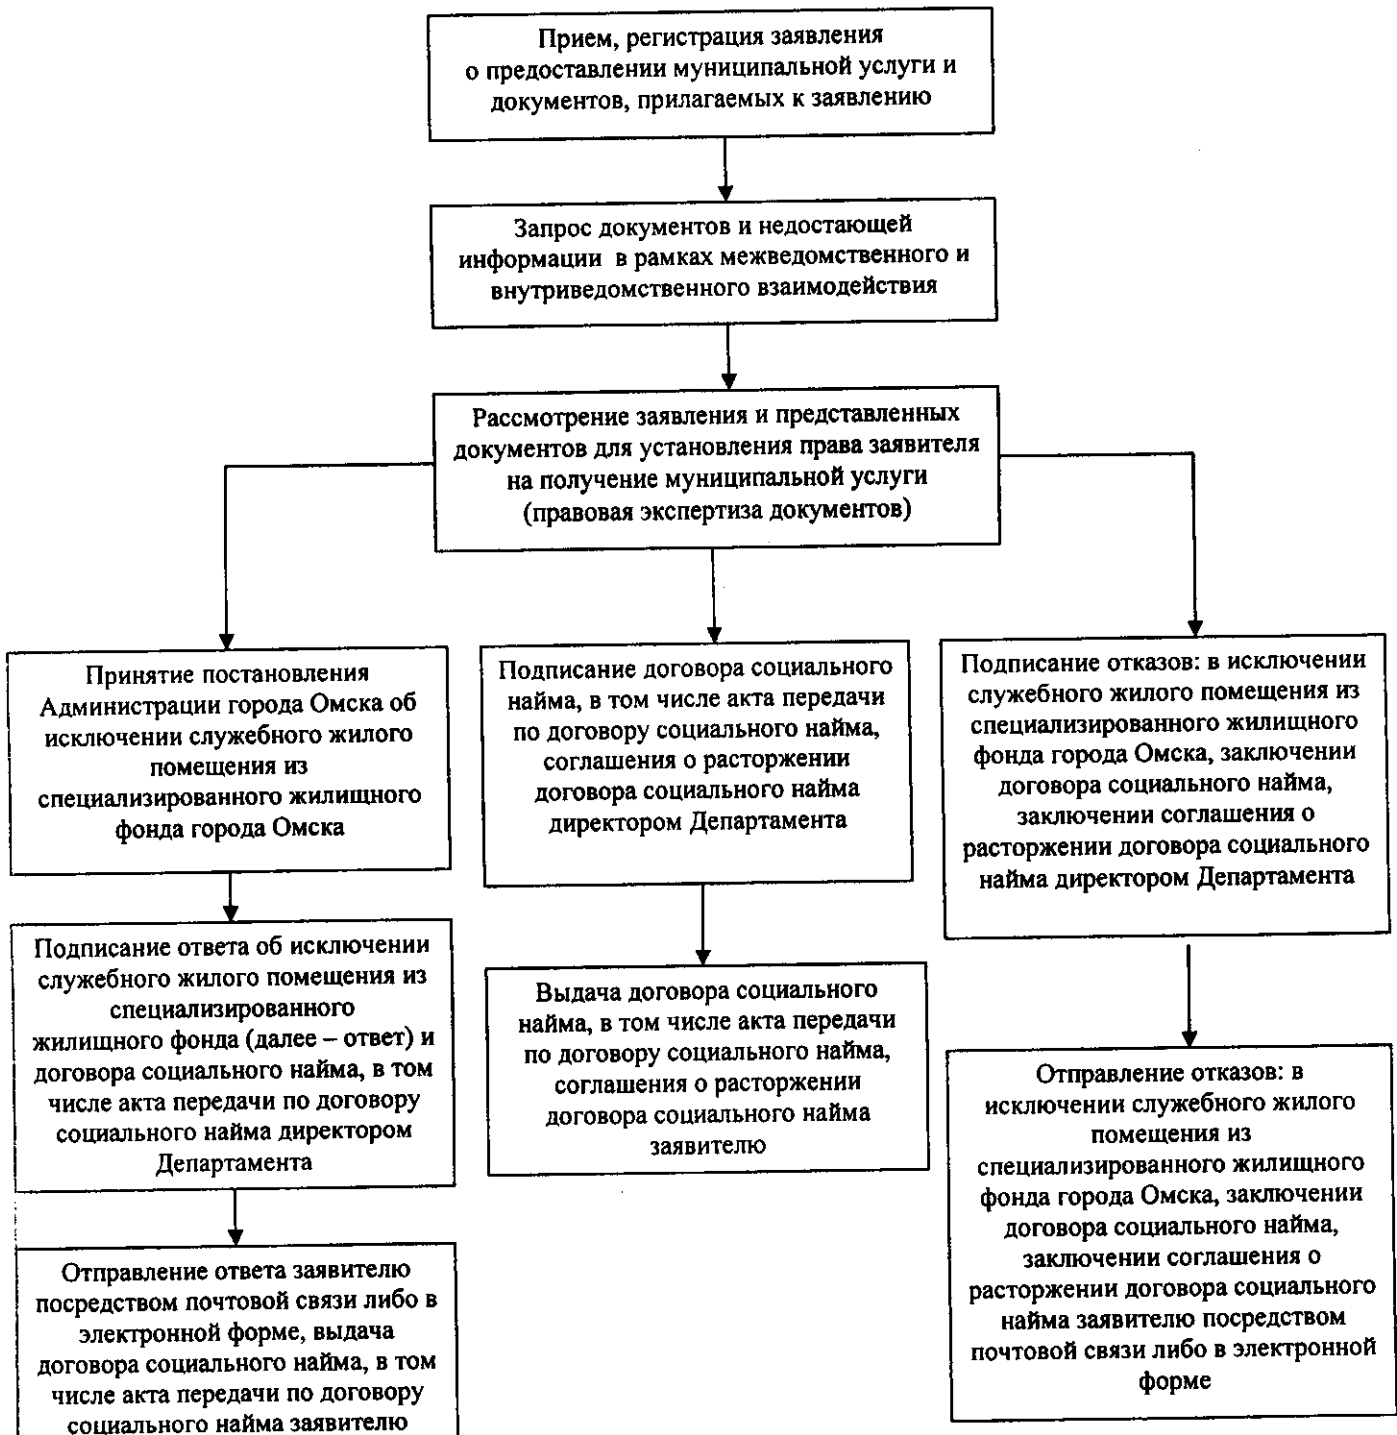 Прием, регистрация заявления
о предоставлении муниципальной услуги и
документов, прилагаемых к заявлению
Запрос документов и недостающей
информации в рамках межведомственного и
внутриведомственного взаимодействия
Рассмотрение заявления и представленных
документов для установления права заявителя
на получение муниципальной услуги
(правовая экспертиза документов)
Принятие постановления
Администрации города Омска об
исключении служебного жилого
помещения из
специализированного жилищного
фонда города Омска
Подписание ответа об исключении
служебного жилого помещения из
специализированного
жилищного фонда (далее – ответ) и
договора социального найма, в том
числе акта передачи по договору
социального найма директором
Департамента
Отправление ответа заявителю
посредством почтовой связи либо в
электронной форме, выдача
договора социального найма, в том
числе акта передачи по договору
социального найма заявителю
Подписание договора социального
найма, в том числе акта передачи
по договору социального найма,
соглашения о расторжении
договора социального найма
директором Департамента
Выдача договора социального
найма, в том числе акта передачи
по договору социального найма,
соглашения о расторжении
договора социального найма
заявителю
Подписание отказов: в исключении
служебного жилого помещения из
специализированного жилищного
фонда города Омска, заключении
договора социального найма,
заключении соглашения о
расторжении договора социального
найма директором Департамента
Отправление отказов: в
исключении служебного жилого
помещения из
специализированного жилищного
фонда города Омска, заключении
договора социального найма,
заключении соглашения о
расторжении договора социального
найма заявителю посредством
почтовой связи либо в электронной
форме